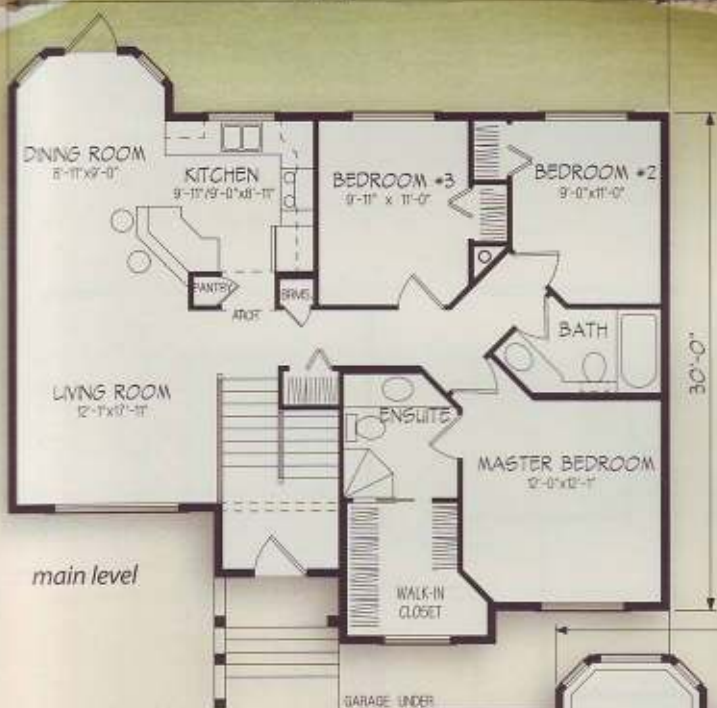 DINING ROOM
8'-11"x9'-0"
KITCHEN
9'-11"/9'-0"x8'-11"
BEDROOM #3
9'-11" x 11'-0"
BEDROOM #2
9'-0"x11'-0"
PANTRY
BRMS.
BATH
30'-0"
LIVING ROOM
12'-1"x17'-11"
ENSUITE
MASTER BEDROOM
12'-0"x12'-1"
main level
WALK-IN
CLOSET
GARAGE UNDER